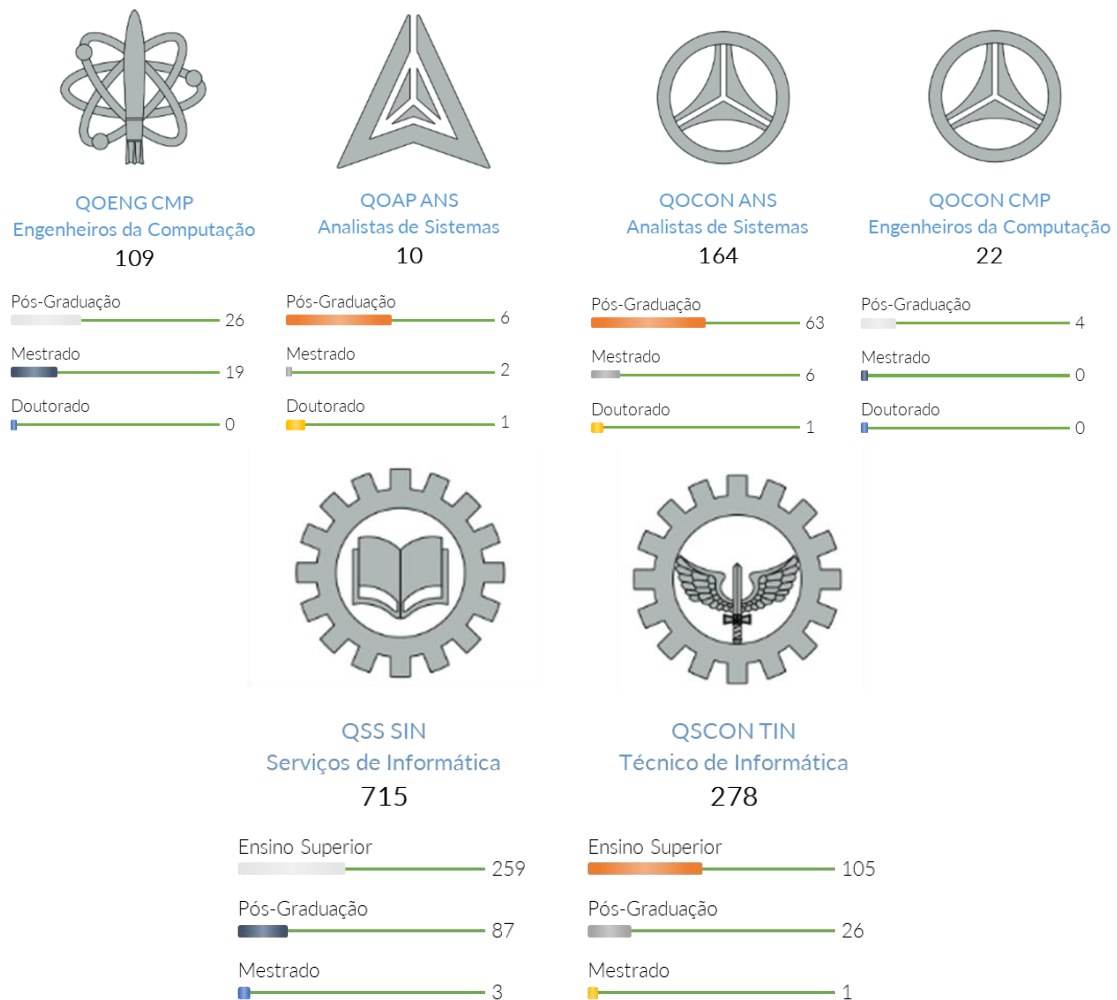 QOENG CMP
Engenheiros da Computação
109
Pós-Graduação
26
Mestrado
19
Doutorado
0
QOAP ANS
Analistas de Sistemas
10
Pós-Graduação
6
Mestrado
2
Doutorado
1
QOCON ANS
Analistas de Sistemas
164
Pós-Graduação
63
Mestrado
6
Doutorado
1
QOCON CMP
Engenheiros da Computação
22
Pós-Graduação
4
Mestrado
0
Doutorado
0
QSS SIN
Serviços de Informática
715
Ensino Superior
259
Pós-Graduação
87
Mestrado
3
QSCON TIN
Técnico de Informática
278
Ensino Superior
105
Pós-Graduação
26
Mestrado
1